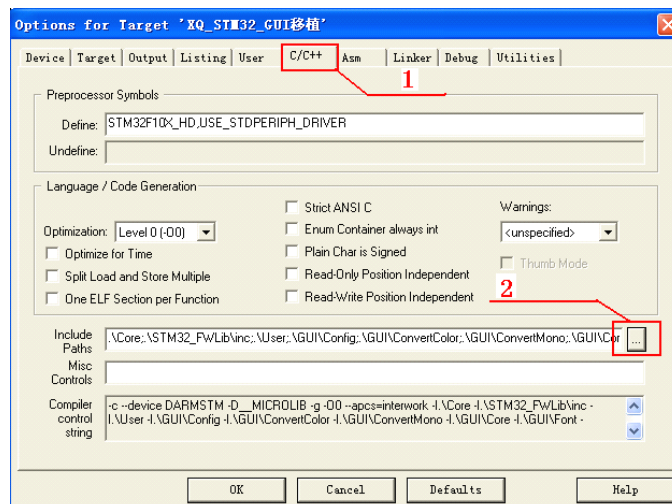 Options for Target 'XQ_STM32_GUI移植'
Device Target Output Listing User C/C++ Asm Linker Debug Utilities
1
Preprocessor Symbols
Define: STM32F10X_HD,USE_STDPERIPH_DRIVER
Undefine:
Language / Code Generation
Strict ANSI C
Warnings:
Optimization: Level 0 (-O0)
Enum Container always int
<unspecified>
Optimize for Time
Plain Char is Signed
Thumb Mode
Split Load and Store Multiple
Read-Only Position Independent
One ELF Section per Function
Read-Write Position Independent
2
Include Paths
.\Core;.\STM32_FWLib\inc;.\User;.\GUI\Config;.\GUI\ConvertColor;.\GUI\ConvertMono;.\GUI\Cor
...
Misc Controls
Compiler control string
-c --device DARMSTM -D__MICROLIB -g -O0 --apcs=interwork -I.\Core -I.\STM32_FWLib\inc -
I.\User -I.\GUI\Config -I.\GUI\ConvertColor -I.\GUI\ConvertMono -I.\GUI\Core -I.\GUI\Font -
OK Cancel Defaults Help